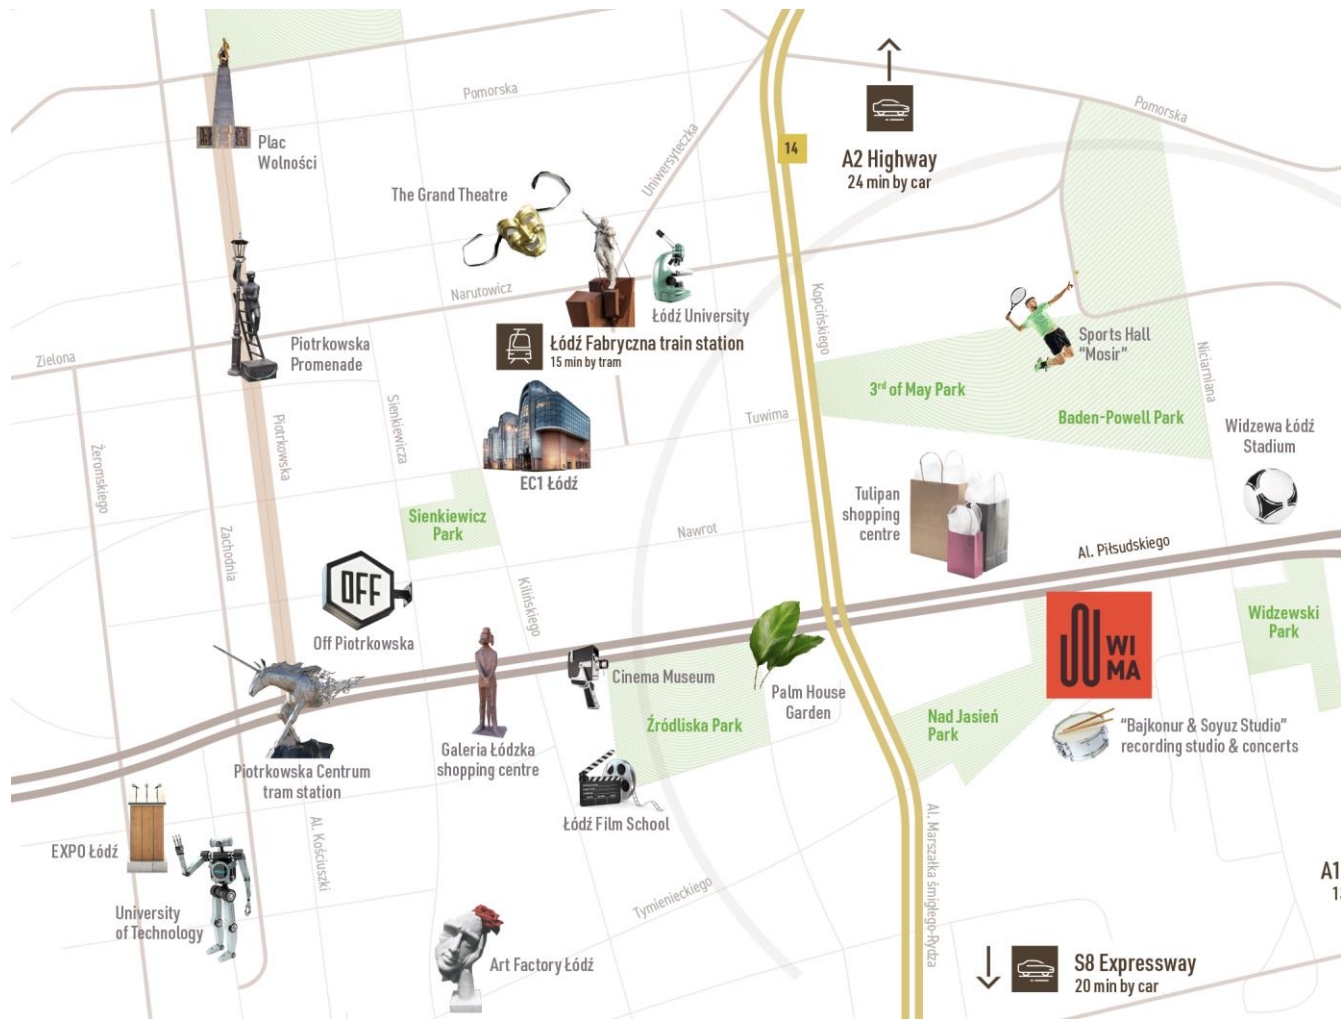 Pomorska
Pomorska
Plac
Wolności
14
A2 Highway
24 min by car
Uniwersyteczka
The Grand Theatre
Narutowicz
Łódź University
Kopcińskiego
Zielona
Piotrkowska
Promenade
Łódź Fabryczna train station
15 min by tram
Sports Hall
"Mosir"
Niciarniana
3rd of May Park
Baden-Powell Park
Sienkiewicza
Piotrkowska
Tuwima
Żeromskiego
EC1 Łódź
Widzewa Łódź
Stadium
Tulipan
shopping
centre
Sienkiewicz
Park
Nawrot
Zachodnia
Al. Piłsudskiego
OFF
Off Piotrkowska
Kilińskiego
WI
MA
Widzewski
Park
Cinema Museum
Palm House
Garden
Źródliska Park
Nad Jasień
Park
"Bajkonur & Soyuz Studio"
recording studio & concerts
Galeria Łódzka
shopping centre
Piotrkowska Centrum
tram station
Łódź Film School
Al. Kościuszki
EXPO Łódź
Al. Marszałka śmigłego-Rydza
A1
Tymienieckiego
University
of Technology
Art Factory Łódź
S8 Expressway
20 min by car